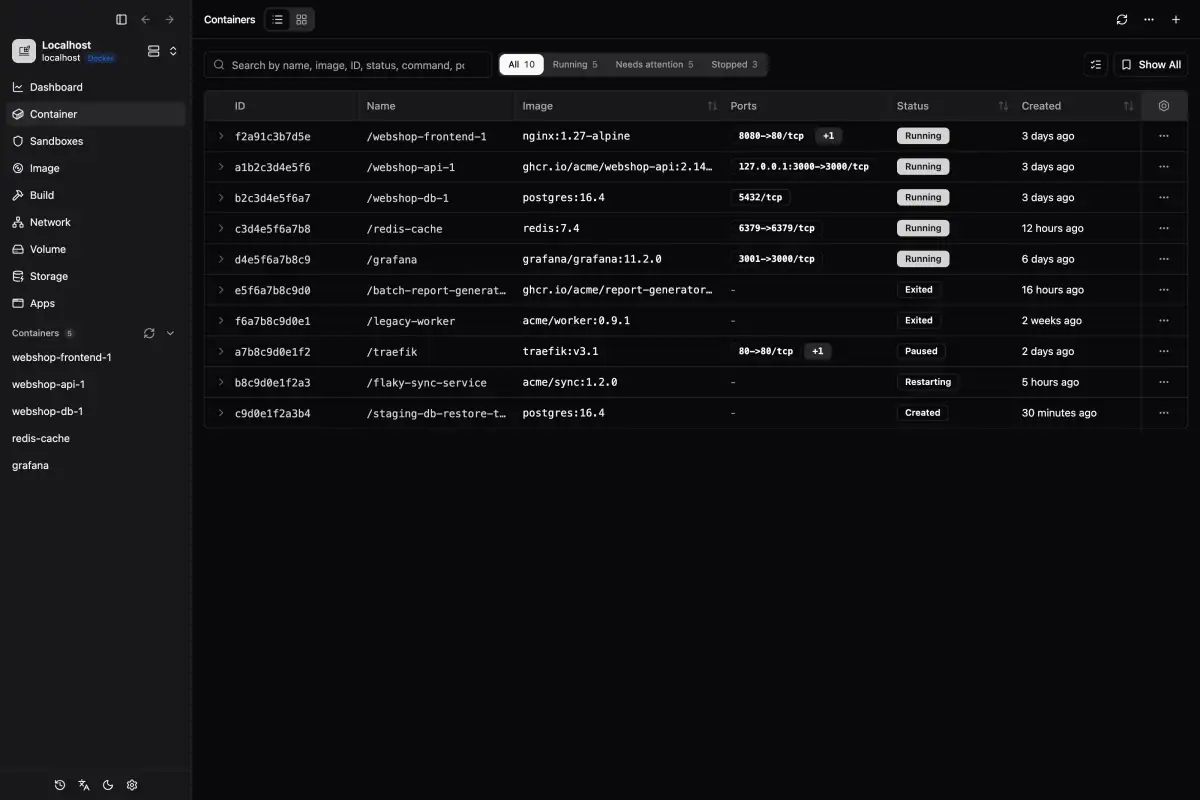 Localhost
localhost Docker
Dashboard
Container
Sandboxes
Image
Build
Network
Volume
Storage
Apps
Containers 5
webshop-frontend-1
webshop-api-1
webshop-db-1
redis-cache
grafana
Containers
Search by name, image, ID, status, command, po
All 10 Running 5 Needs attention 5 Stopped 3
Show All
ID Name Image Ports Status Created
f2a91c3b7d5e /webshop-frontend-1 nginx:1.27-alpine 8080->80/tcp +1 Running 3 days ago
a1b2c3d4e5f6 /webshop-api-1 ghcr.io/acme/webshop-api:2.14… 127.0.0.1:3000->3000/tcp Running 3 days ago
b2c3d4e5f6a7 /webshop-db-1 postgres:16.4 5432/tcp Running 3 days ago
c3d4e5f6a7b8 /redis-cache redis:7.4 6379->6379/tcp Running 12 hours ago
d4e5f6a7b8c9 /grafana grafana/grafana:11.2.0 3001->3000/tcp Running 6 days ago
e5f6a7b8c9d0 /batch-report-generat… ghcr.io/acme/report-generator… - Exited 16 hours ago
f6a7b8c9d0e1 /legacy-worker acme/worker:0.9.1 - Exited 2 weeks ago
a7b8c9d0e1f2 /traefik traefik:v3.1 80->80/tcp +1 Paused 2 days ago
b8c9d0e1f2a3 /flaky-sync-service acme/sync:1.2.0 - Restarting 5 hours ago
c9d0e1f2a3b4 /staging-db-restore-t… postgres:16.4 - Created 30 minutes ago